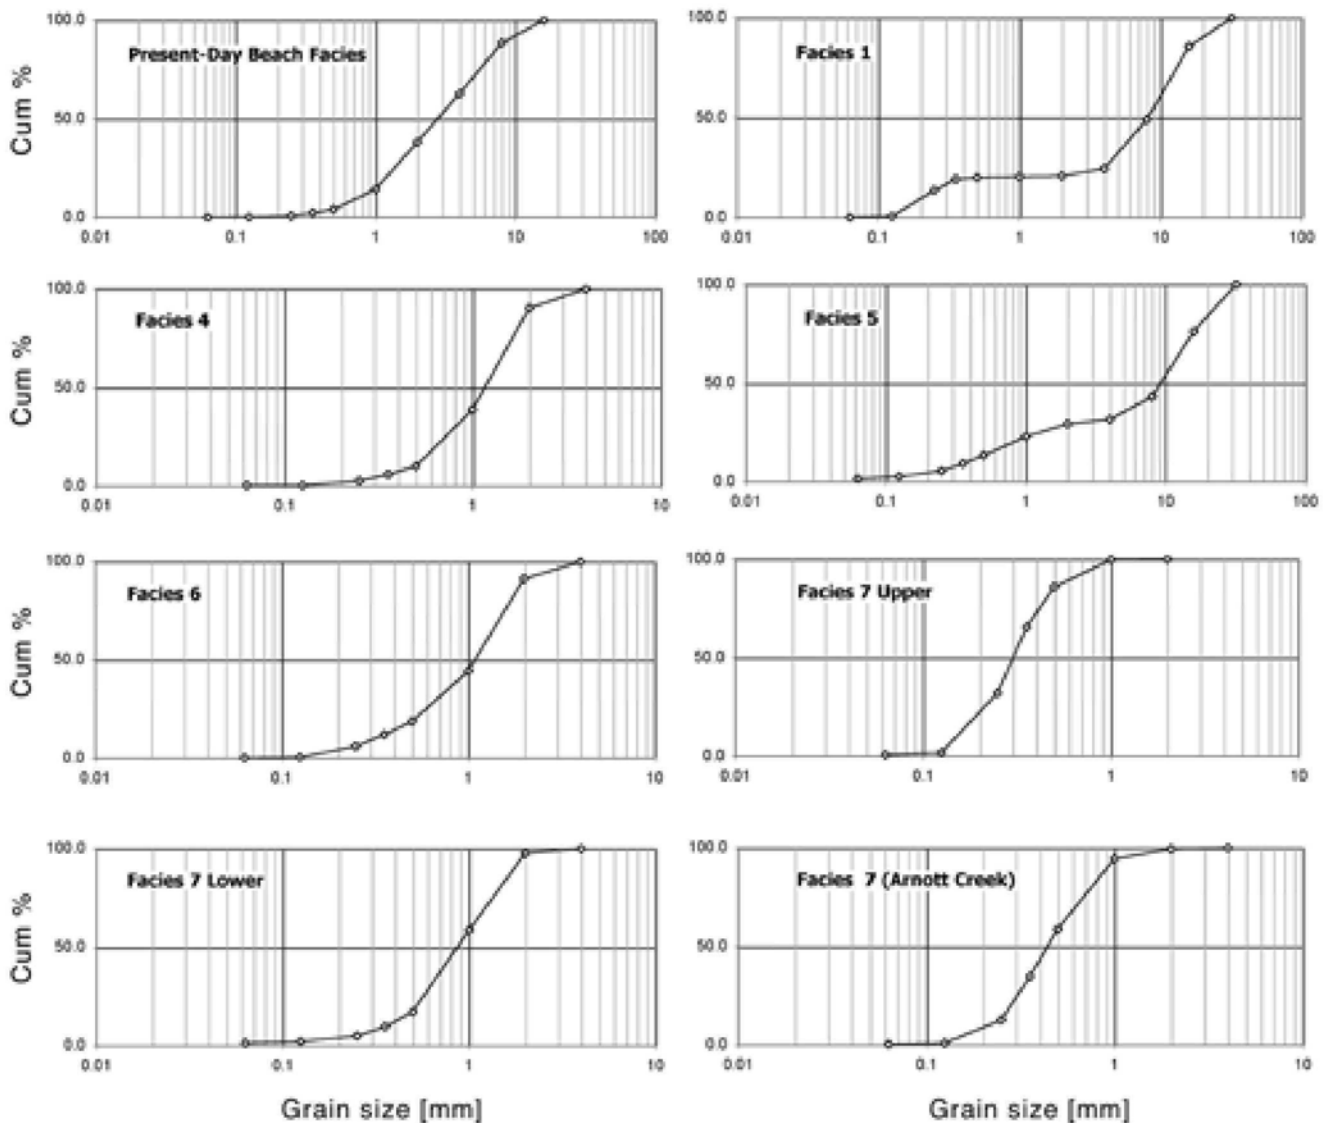 100.0
Present-Day Beach Facies
Cum %
50.0
0.0
0.01 0.1 1 10 100
100.0
Facies 1
50.0
0.0
0.01 0.1 1 10 100
100.0
Facies 4
Cum %
50.0
0.0
0.01 0.1 1 10
100.0
Facies 5
50.0
0.0
0.01 0.1 1 10 100
100.0
Facies 6
Cum %
50.0
0.0
0.01 0.1 1 10
100.0
Facies 7 Upper
50.0
0.0
0.01 0.1 1 10
100.0
Facies 7 Lower
Cum %
50.0
0.0
0.01 0.1 1 10
Grain size [mm]
100.0
Facies 7 (Arnott Creek)
50.0
0.0
0.01 0.1 1 10
Grain size [mm]